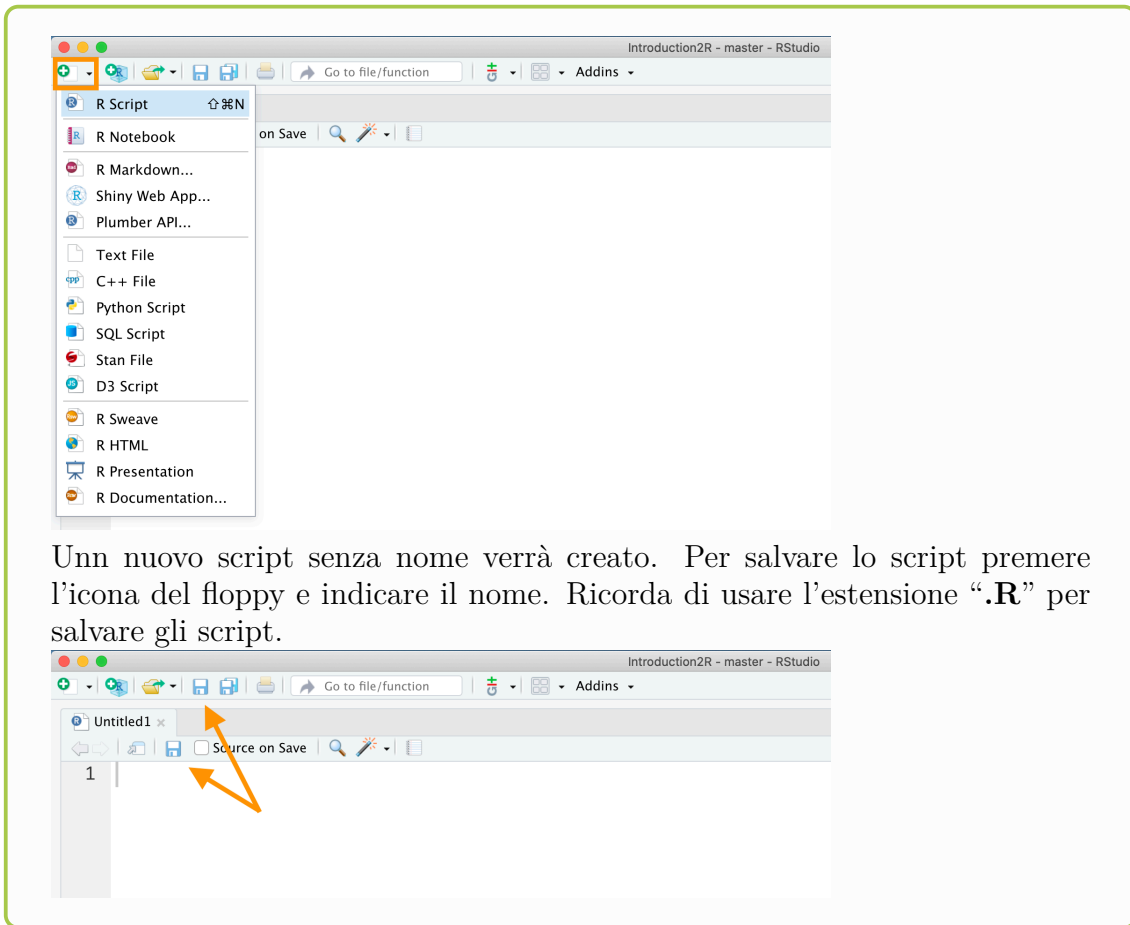 Introduction2R - master - RStudio
Go to file/function Addins
R Script ⇧⌘N
on Save
R Notebook
R Markdown...
Shiny Web App...
Plumber API...
Text File
C++ File
Python Script
SQL Script
Stan File
D3 Script
R Sweave
R HTML
R Presentation
R Documentation...
Unn nuovo script senza nome verrà creato. Per salvare lo script premere
l'icona del floppy e indicare il nome. Ricorda di usare l'estensione “.R” per
salvare gli script.
Introduction2R - master - RStudio
Go to file/function Addins
Untitled1 ×
Source on Save
1